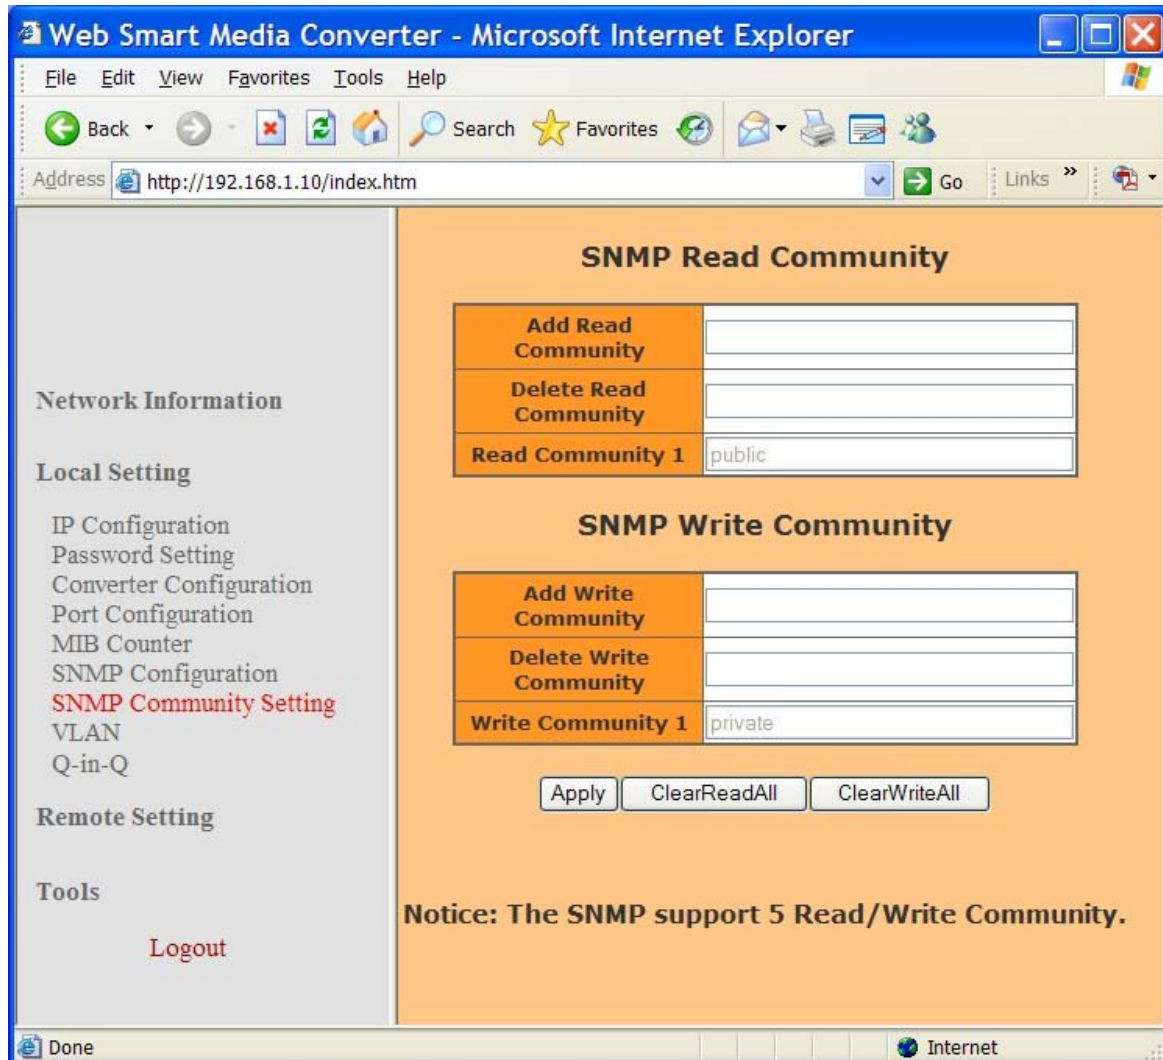 Web Smart Media Converter - Microsoft Internet Explorer
File Edit View Favorites Tools Help
Back Search Favorites
Address http://192.168.1.10/index.htm Go Links »
Network Information
Local Setting
IP Configuration
Password Setting
Converter Configuration
Port Configuration
MIB Counter
SNMP Configuration
SNMP Community Setting
VLAN
Q-in-Q
Remote Setting
Tools
Logout
SNMP Read Community
Add Read
Community
Delete Read
Community
Read Community 1 public
SNMP Write Community
Add Write
Community
Delete Write
Community
Write Community 1 private
Apply ClearReadAll ClearWriteAll
Notice: The SNMP support 5 Read/Write Community.
Done Internet